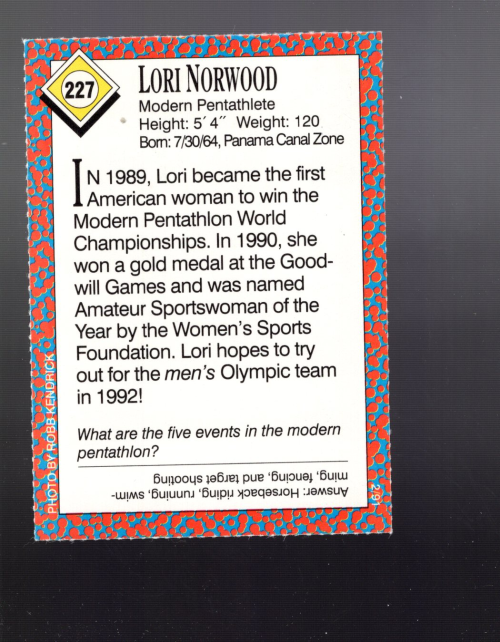 227
LORI NORWOOD
Modern Pentathlete
Height: 5´ 4˝ Weight: 120
Born: 7/30/64, Panama Canal Zone
IN 1989, Lori became the first
American woman to win the
Modern Pentathlon World
Championships. In 1990, she
won a gold medal at the Good-
will Games and was named
Amateur Sportswoman of the
Year by the Women's Sports
Foundation. Lori hopes to try
out for the men's Olympic team
in 1992!
What are the five events in the modern
pentathlon?
Answer: Horseback riding, running, swim-
ming, fencing, and target shooting
PHOTO BY ROBB KENDRICK